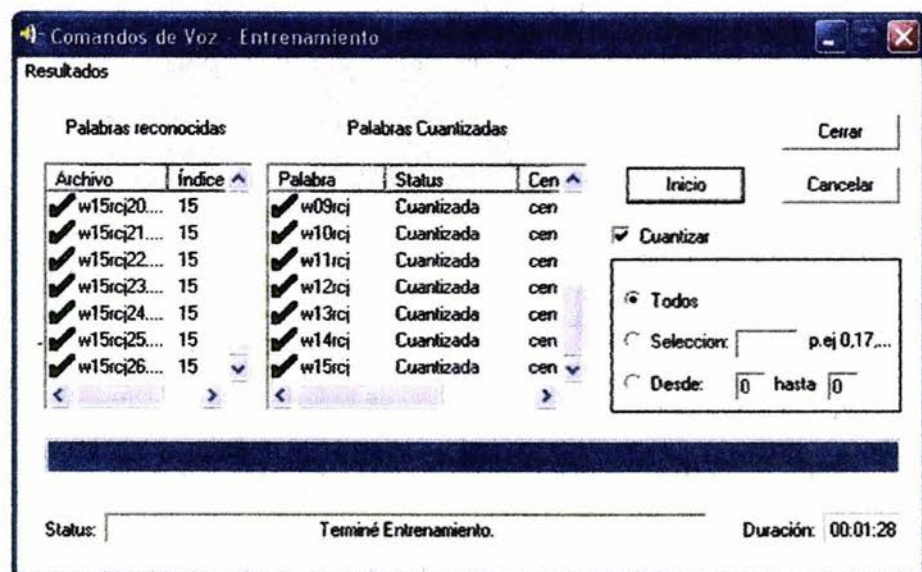 Comandos de Voz - Entrenamiento
Resultados
Palabras reconocidas
Archivo Índice
w15rcj20.... 15
w15rcj21.... 15
w15rcj22.... 15
w15rcj23.... 15
w15rcj24.... 15
w15rcj25.... 15
w15rcj26.... 15
Palabras Cuantizadas
Palabra Status Cen
w09rcj Cuantizada cen
w10rcj Cuantizada cen
w11rcj Cuantizada cen
w12rcj Cuantizada cen
w13rcj Cuantizada cen
w14rcj Cuantizada cen
w15rcj Cuantizada cen
Cerrar
Inicio Cancelar
Cuantizar
Todos
Seleccion: p.ej 0,17,...
Desde: 0 hasta 0
Status: Terminé Entrenamiento. Duración: 00:01:28